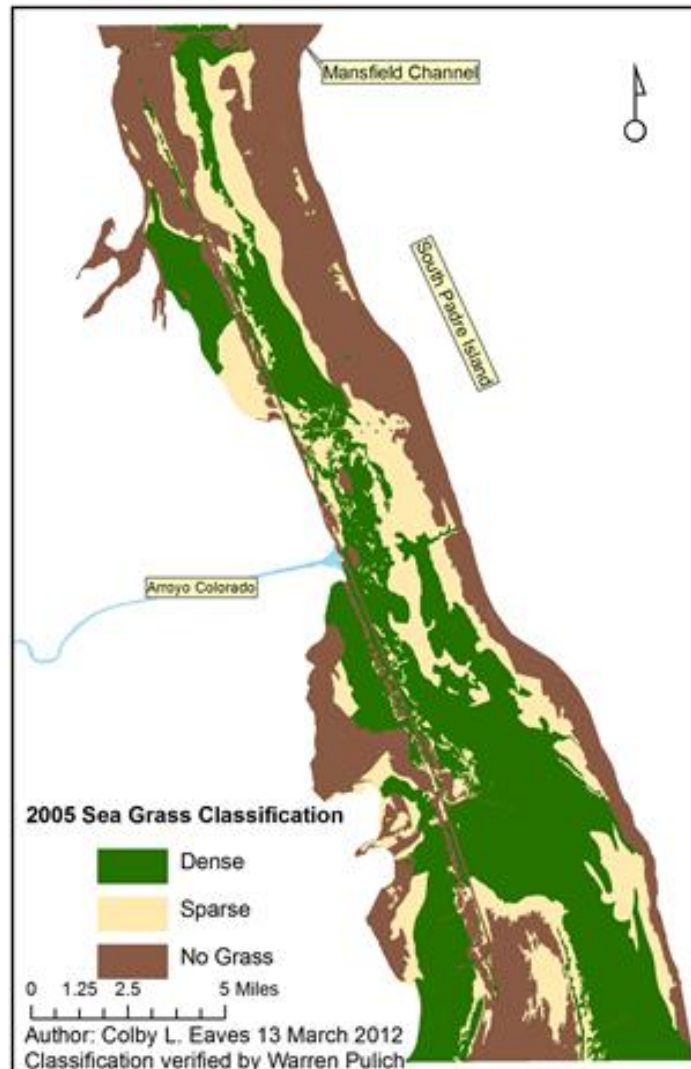 Mansfield Channel
South Padre Island
Arroyo Colorado
2005 Sea Grass Classification
Dense
Sparse
No Grass
0 1.25 2.5 5 Miles
Author: Colby L. Eaves 13 March 2012
Classification verified by Warren Pulich